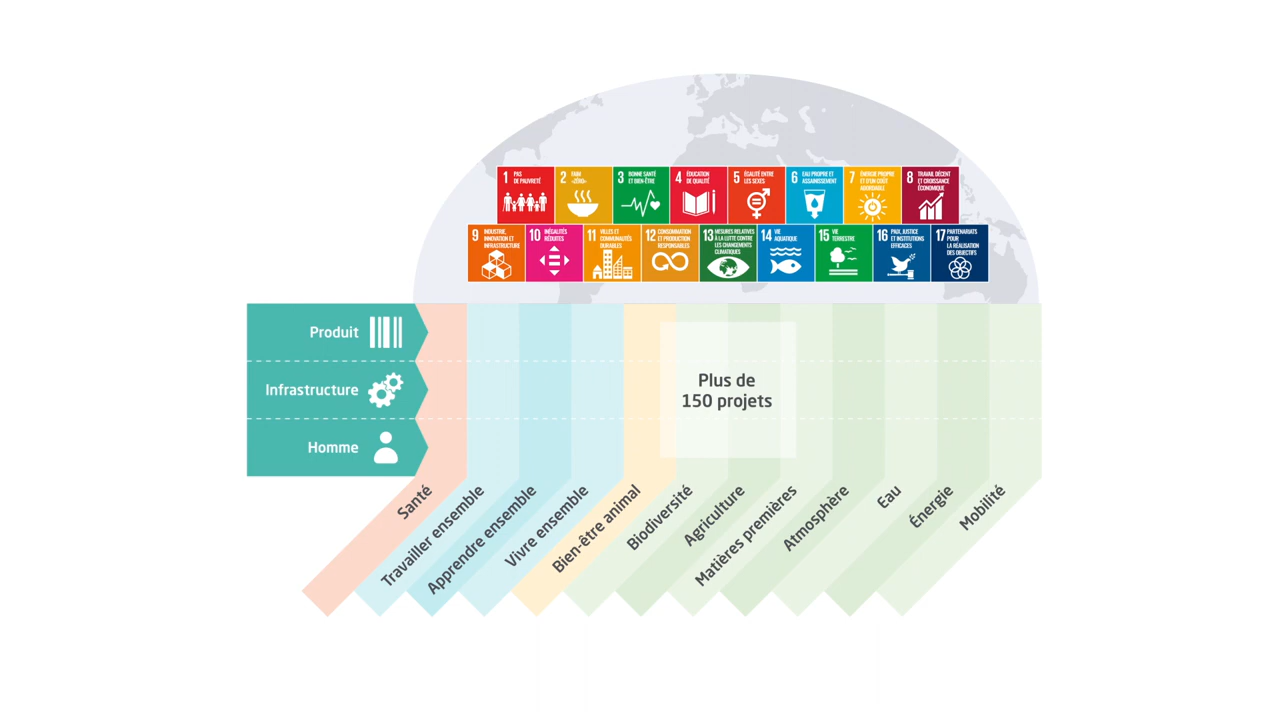 1 PAS
DE PAUVRETÉ
2 FAIM
«ZÉRO»
3 BONNE SANTÉ
ET BIEN-ÊTRE
4 ÉDUCATION
DE QUALITÉ
5 ÉGALITÉ ENTRE
LES SEXES
6 EAU PROPRE ET
ASSAINISSEMENT
7 ÉNERGIE PROPRE
ET D'UN COÛT
ABORDABLE
8 TRAVAIL DÉCENT
ET CROISSANCE
ÉCONOMIQUE
9 INDUSTRIE,
INNOVATION ET
INFRASTRUCTURE
10 INÉGALITÉS
RÉDUITES
11 VILLES ET
COMMUNAUTÉS
DURABLES
12 CONSOMMATION
ET PRODUCTION
RESPONSABLES
13 MESURES RELATIVES
À LA LUTTE CONTRE
LES CHANGEMENTS
CLIMATIQUES
14 VIE
AQUATIQUE
15 VIE
TERRESTRE
16 PAIX, JUSTICE
ET INSTITUTIONS
EFFICACES
17 PARTENARIATS
POUR
LA RÉALISATION
DES OBJECTIFS
Produit
Infrastructure
Homme
Plus de
150 projets
Santé
Travailler ensemble
Apprendre ensemble
Vivre ensemble
Bien-être animal
Biodiversité
Agriculture
Matières premières
Atmosphère
Eau
Énergie
Mobilité